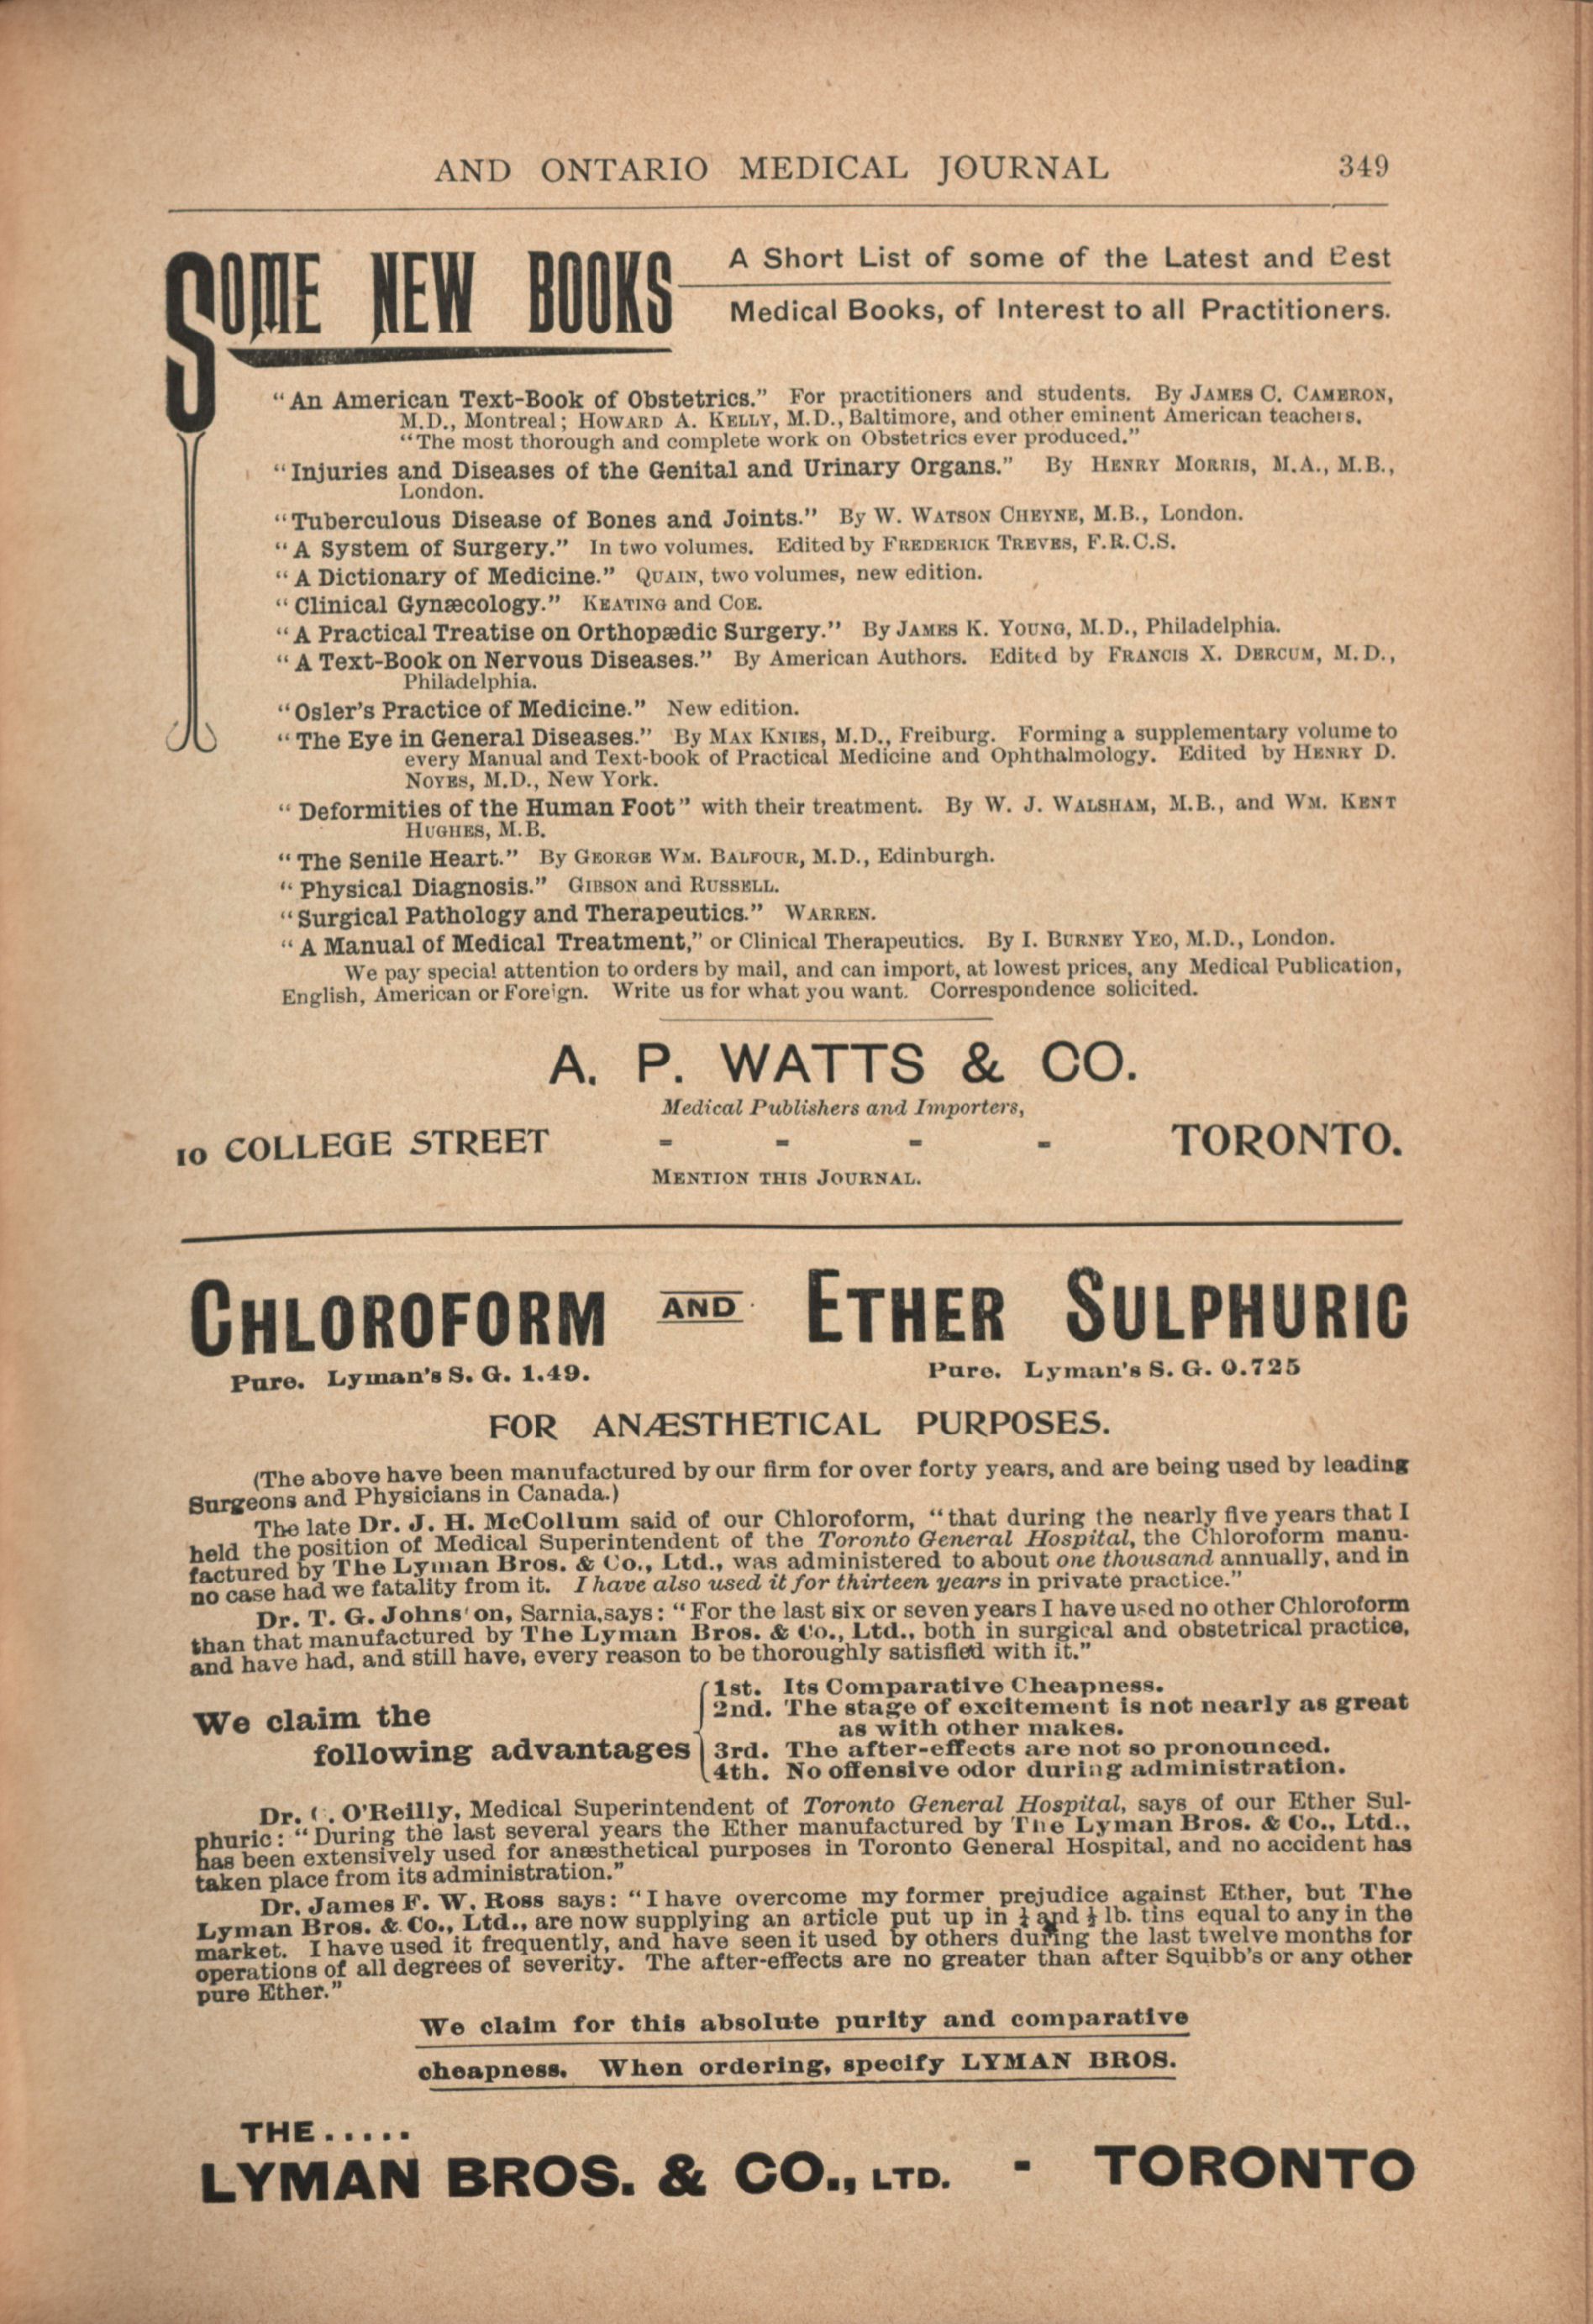 AND ONTARIO MEDICAL JOURNAL 349
SOME NEW BOOKS
A Short List of some of the Latest and Best
Medical Books, of Interest to all Practitioners.
"An American Text-Book of Obstetrics." For practitioners and students. By JAMES C. CAMERON,
M.D., Montreal; HOWARD A. KELLY, M.D., Baltimore, and other eminent American teachers.
"The most thorough and complete work on Obstetrics ever produced."
"Injuries and Diseases of the Genital and Urinary Organs." By HENRY MORRIS, M.A., M.B.,
London.
"Tuberculous Disease of Bones and Joints." By W. WATSON CHEYNE, M.B., London.
"A System of Surgery." In two volumes. Edited by FREDERICK TREVES, F.R.C.S.
"A Dictionary of Medicine." QUAIN, two volumes, new edition.
"Clinical Gynæcology." KEATING and COE.
"A Practical Treatise on Orthopædic Surgery." By JAMES K. YOUNG, M.D., Philadelphia.
"A Text-Book on Nervous Diseases." By American Authors. Edited by FRANCIS X. DERCUM, M.D.,
Philadelphia.
"Osler's Practice of Medicine." New edition.
"The Eye in General Diseases." By MAX KNIES, M.D., Freiburg. Forming a supplementary volume to
every Manual and Text-book of Practical Medicine and Ophthalmology. Edited by HENRY D.
NOYES, M.D., New York.
"Deformities of the Human Foot" with their treatment. By W. J. WALSHAM, M.B., and WM. KENT
HUGHES, M.B.
"The Senile Heart." By GEORGE WM. BALFOUR, M.D., Edinburgh.
"Physical Diagnosis." GIBSON and RUSSELL.
"Surgical Pathology and Therapeutics." WARREN.
"A Manual of Medical Treatment," or Clinical Therapeutics. By I. BURNEY YEO, M.D., London.
We pay special attention to orders by mail, and can import, at lowest prices, any Medical Publication,
English, American or Foreign. Write us for what you want. Correspondence solicited.
A. P. WATTS & CO.
Medical Publishers and Importers,
10 COLLEGE STREET - - - - TORONTO.
MENTION THIS JOURNAL.
CHLOROFORM AND ETHER SULPHURIC
Pure. Lyman's S. G. 1.49. Pure. Lyman's S. G. 0.725
FOR ANÆSTHETICAL PURPOSES.
(The above have been manufactured by our firm for over forty years, and are being used by leading
Surgeons and Physicians in Canada.)
The late Dr. J. H. McCollum said of our Chloroform, "that during the nearly five years that I
held the position of Medical Superintendent of the Toronto General Hospital, the Chloroform manu-
factured by The Lyman Bros. & Co., Ltd., was administered to about one thousand annually, and in
no case had we fatality from it. I have also used it for thirteen years in private practice."
Dr. T. G. Johns'on, Sarnia, says: "For the last six or seven years I have used no other Chloroform
than that manufactured by The Lyman Bros. & Co., Ltd., both in surgical and obstetrical practice,
and have had, and still have, every reason to be thoroughly satisfied with it."
We claim the
following advantages
1st. Its Comparative Cheapness.
2nd. The stage of excitement is not nearly as great
as with other makes.
3rd. The after-effects are not so pronounced.
4th. No offensive odor during administration.
Dr. O'Reilly, Medical Superintendent of Toronto General Hospital, says of our Ether Sul-
phuric: "During the last several years the Ether manufactured by The Lyman Bros. & Co., Ltd.,
has been extensively used for anæsthetical purposes in Toronto General Hospital, and no accident has
taken place from its administration."
Dr. James F. W. Ross says: "I have overcome my former prejudice against Ether, but The
Lyman Bros. & Co., Ltd., are now supplying an article put up in and lb. tins equal to any in the
market. I have used it frequently, and have seen it used by others during the last twelve months for
operations of all degrees of severity. The after-effects are no greater than after Squibb's or any other
pure Ether."
We claim for this absolute purity and comparative
cheapness. When ordering, specify LYMAN BROS.
THE.....
LYMAN BROS. & CO., LTD. - TORONTO